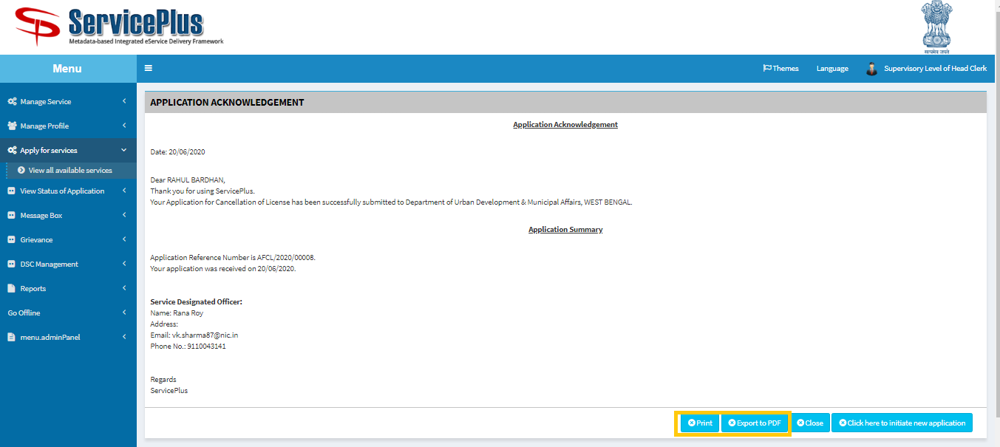 ServicePlus
Metadata-based Integrated eService Delivery Framework
सत्यमेव जयते
Menu
Themes
Language
Supervisory Level of Head Clerk
Manage Service
Manage Profile
Apply for services
View all available services
View Status of Application
Message Box
Grievance
DSC Management
Reports
Go Offline
menu.adminPanel
APPLICATION ACKNOWLEDGEMENT
Application Acknowledgement
Date: 20/06/2020
Dear RAHUL BARDHAN,
Thank you for using ServicePlus.
Your Application for Cancellation of License has been successfully submitted to Department of Urban Development & Municipal Affairs, WEST BENGAL.
Application Summary
Application Reference Number is AFCL/2020/00008.
Your application was received on 20/06/2020.
Service Designated Officer:
Name: Rana Roy
Address:
Email: vk.sharma87@nic.in
Phone No.: 9110043141
Regards
ServicePlus
Print
Export to PDF
Close
Click here to initiate new application